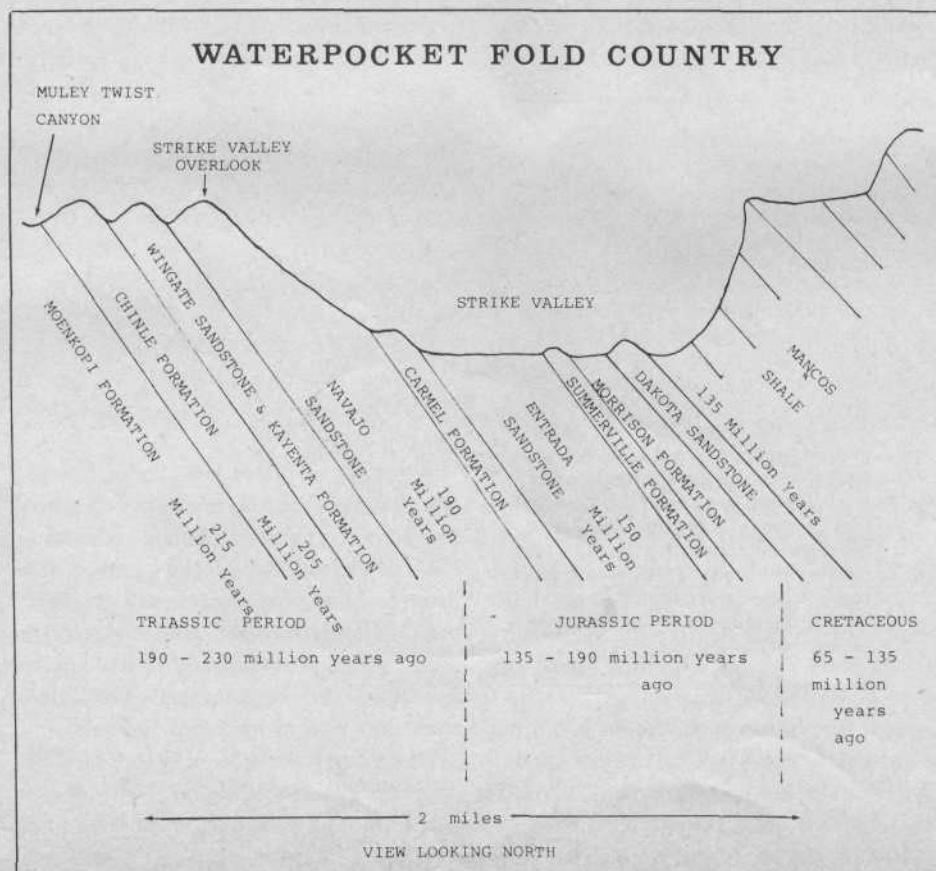 WATERPOCKET FOLD COUNTRY
MULEY TWIST
CANYON
STRIKE VALLEY
OVERLOOK
STRIKE VALLEY
MOENKOPI FORMATION
CHINLE FORMATION
WINGATE SANDSTONE & KAYENTA FORMATION
NAVAJO
SANDSTONE
CARMEL FORMATION
ENTRADA
SANDSTONE
SUMMERVILLE FORMATION
MORRISON FORMATION
DAKOTA SANDSTONE
135 Million Years
MANCOS
SHALE
215
Million Years
205
Million Years
190
Million
Years
150
Million
Years
TRIASSIC PERIOD
190 - 230 million years ago
JURASSIC PERIOD
135 - 190 million years
ago
CRETACEOUS
65 - 135
million
years
ago
2 miles
VIEW LOOKING NORTH